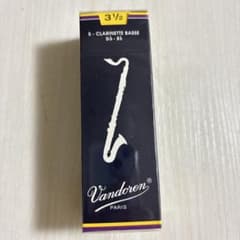 3½
5 - CLARINETTE BASSE
Vandoren
PARIS